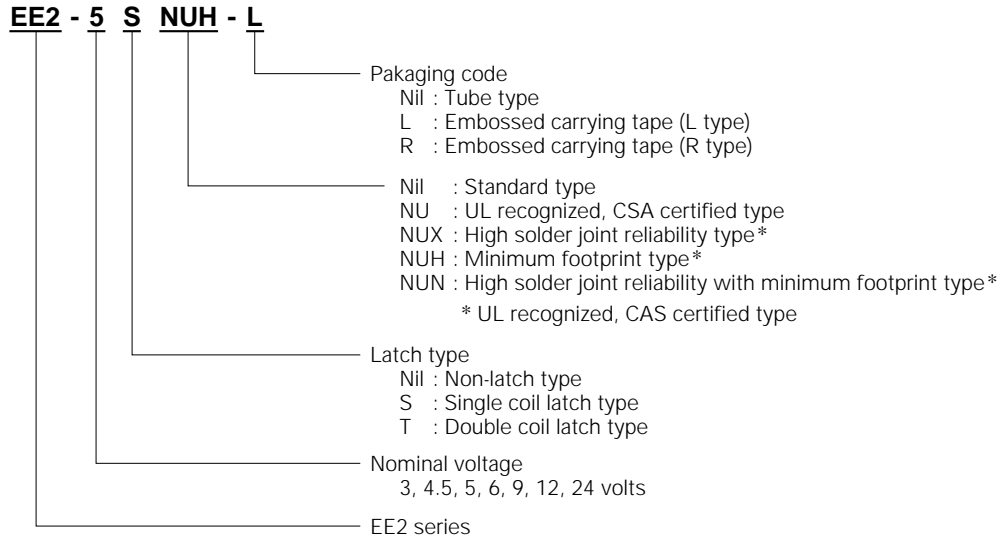 EE2 - 5 S NUH - L
Pakaging code
Nil : Tube type
L : Embossed carrying tape (L type)
R : Embossed carrying tape (R type)
Nil : Standard type
NU : UL recognized, CSA certified type
NUX : High solder joint reliability type*
NUH : Minimum footprint type*
NUN : High solder joint reliability with minimum footprint type*
* UL recognized, CAS certified type
Latch type
Nil : Non-latch type
S : Single coil latch type
T : Double coil latch type
Nominal voltage
3, 4.5, 5, 6, 9, 12, 24 volts
EE2 series